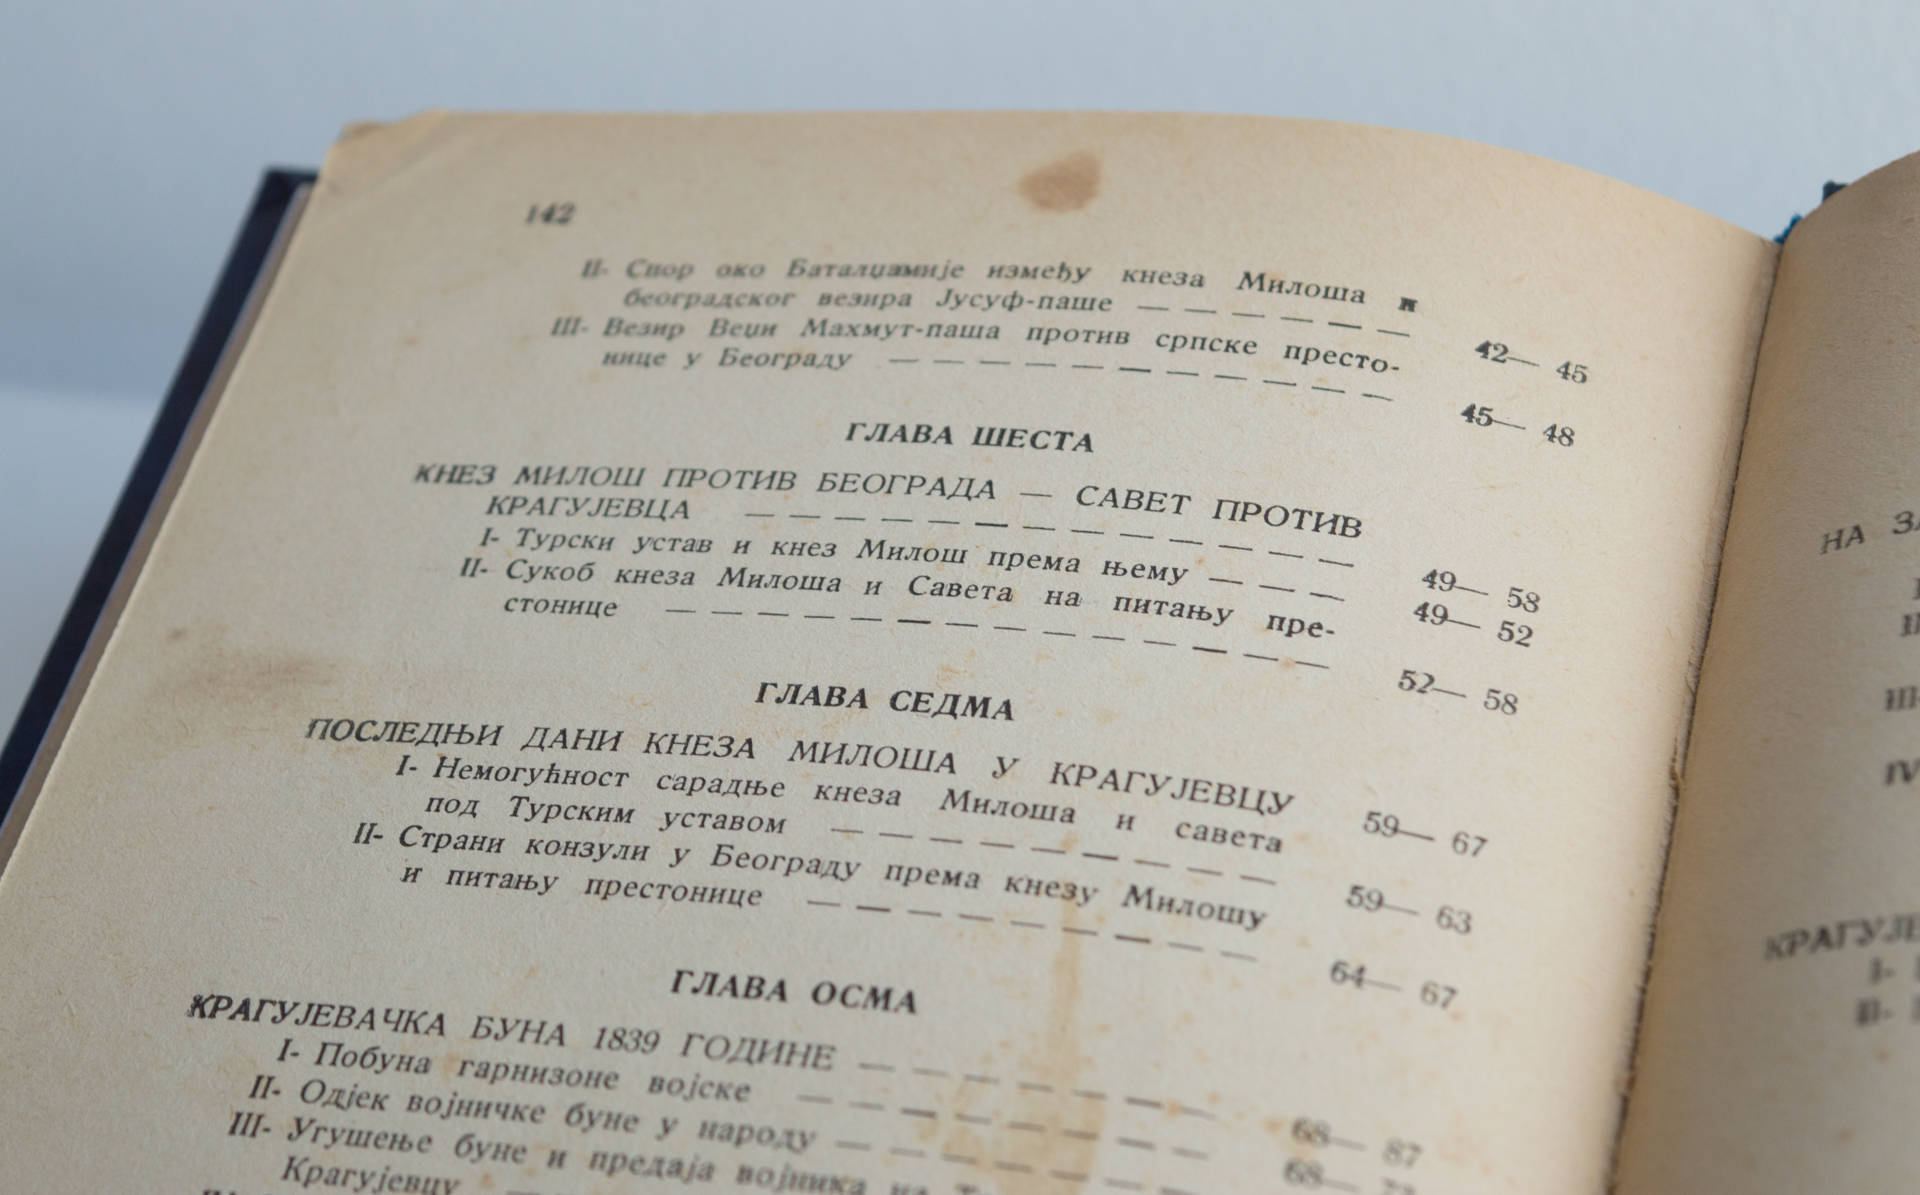 142
II- Спор око Баталџамије између кнеза Милоша и
београдског везира Јусуф-паше — — — — — — 42— 45
III- Везир Веџи Махмут-паша против српске престо-
нице у Београду — — — — — — — — — — — 45— 48
ГЛАВА ШЕСТА
КНЕЗ МИЛОШ ПРОТИВ БЕОГРАДА — САВЕТ ПРОТИВ
КРАГУЈЕВЦА — — — — — — — — — — — — — — 49— 58
I- Турски устав и кнез Милош према њему — — — 49— 52
II- Сукоб кнеза Милоша и Савета на питању пре-
стонице — — — — — — — — — — — — — — 52— 58
ГЛАВА СЕДМА
ПОСЛЕДЊИ ДАНИ КНЕЗА МИЛОША У КРАГУЈЕВЦУ 59— 67
I- Немогућност сарадње кнеза Милоша и савета
под Турским уставом — — — — — — — — — 59— 63
II- Страни конзули у Београду према кнезу Милошу
и питању престонице — — — — — — — — — 64— 67
ГЛАВА ОСМА
КРАГУЈЕВАЧКА БУНА 1839 ГОДИНЕ — — — — — — — 68— 87
I- Побуна гарнизоне војске — — — — — — — — 68—
II- Одјек војничке буне у народу — — — — — — —
III- Угушење буне и предаја војника на
Крагујевцу
НА
IV
КРАГУЈЕ
I-
II-